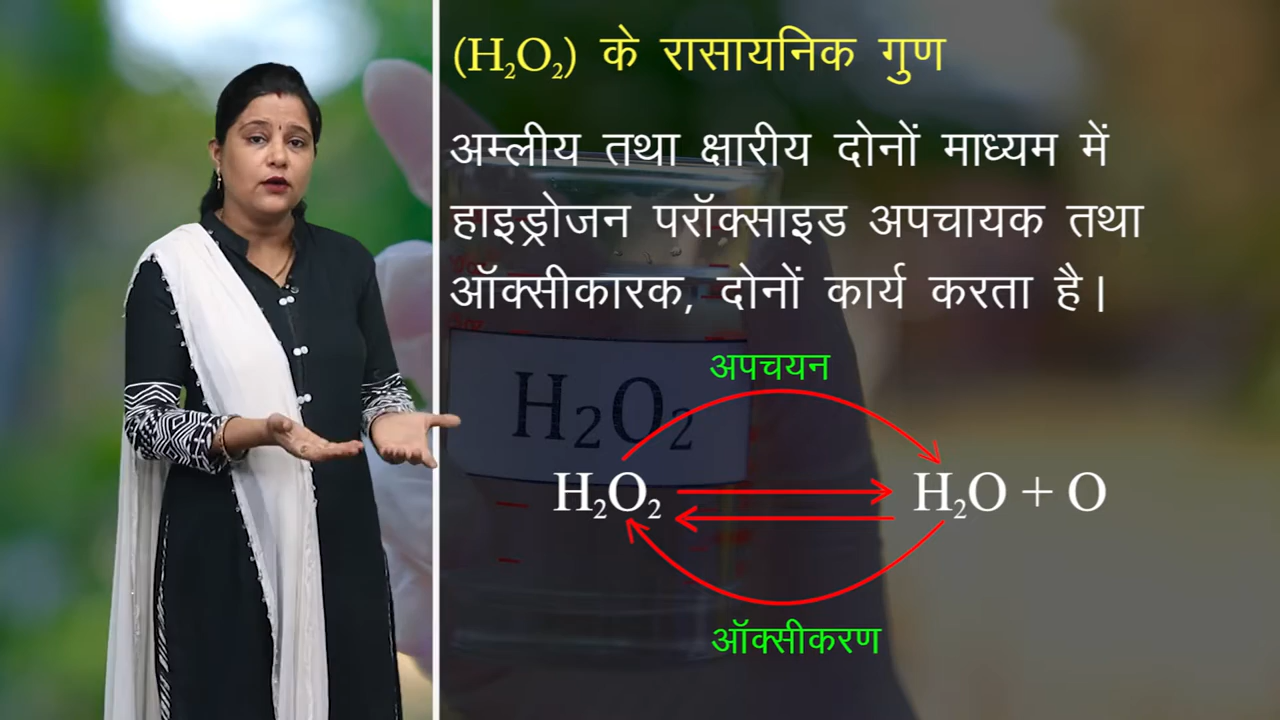 (H₂O₂) के रासायनिक गुण
अम्लीय तथा क्षारीय दोनों माध्यम में
हाइड्रोजन परॉक्साइड अपचायक तथा
ऑक्सीकारक, दोनों कार्य करता है।
H₂O₂
अपचयन
H₂O₂ ⇄ H₂O + O
ऑक्सीकरण